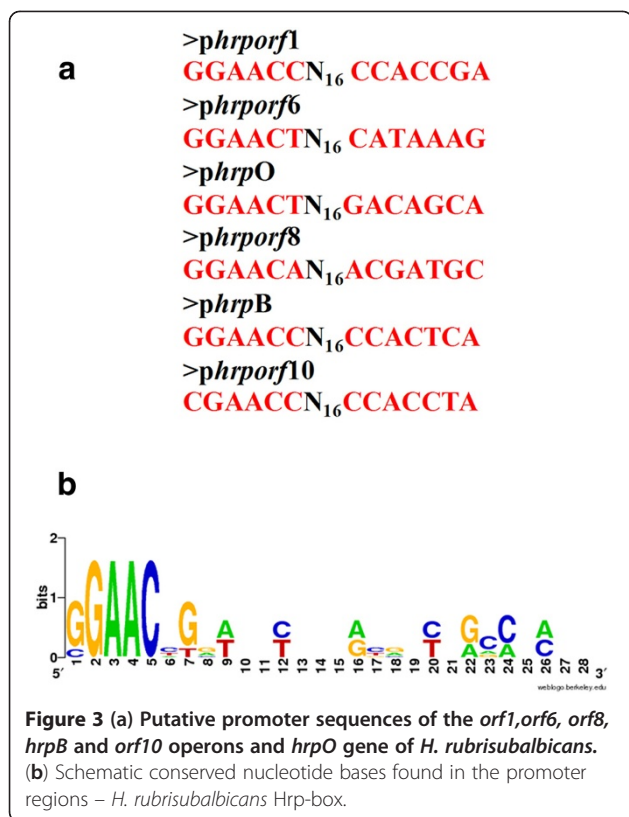 a
>phrporf1
GGAACCN16 CCACCGA
>phrporf6
GGAACTN16 CATAAAG
>phrpO
GGAACTN16GACAGCA
>phrporf8
GGAACAN16ACGATGC
>phrpB
GGAACCN16CCACTCA
>phrporf10
CGAACCN16CCACCTA
b
2
bits
1
0
5′ 1 2 3 4 5 6 7 8 9 10 11 12 13 14 15 16 17 18 19 20 21 22 23 24 25 26 27 28 3′
weblogo.berkeley.edu
Figure 3 (a) Putative promoter sequences of the orf1,orf6, orf8,
hrpB and orf10 operons and hrpO gene of H. rubrisubalbicans.
(b) Schematic conserved nucleotide bases found in the promoter
regions – H. rubrisubalbicans Hrp-box.